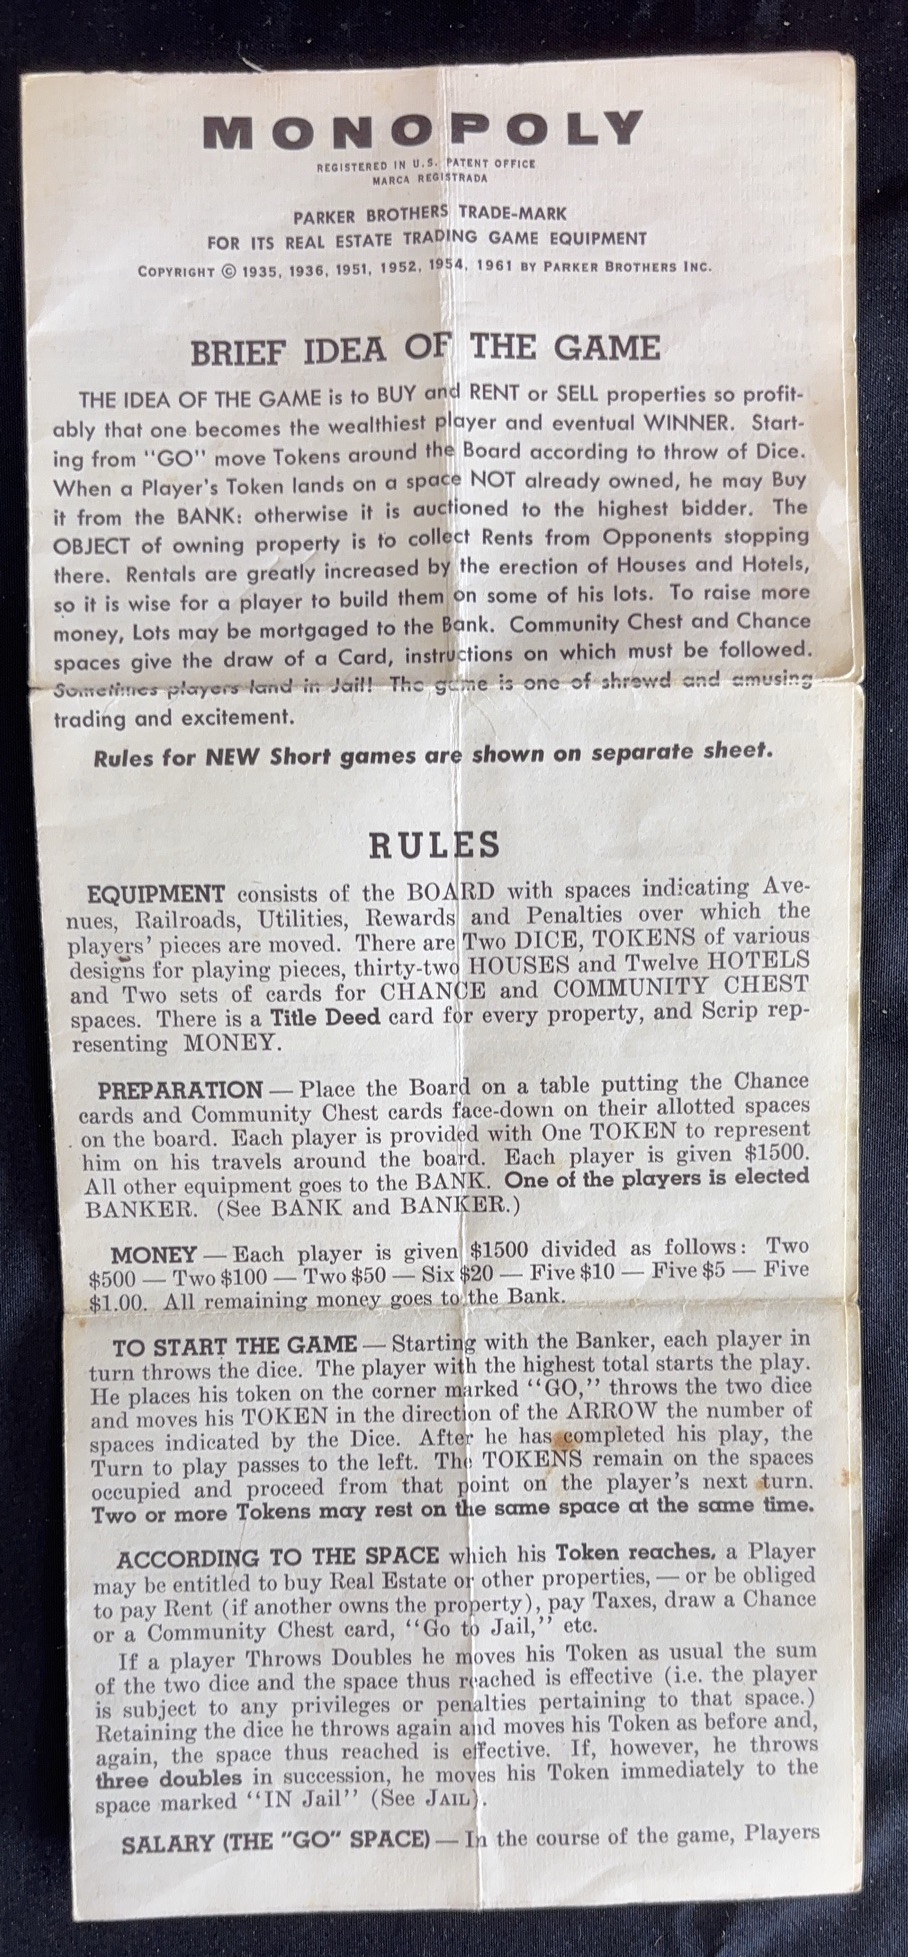 MONOPOLY
REGISTERED IN U.S. PATENT OFFICE
MARCA REGISTRADA
PARKER BROTHERS TRADE-MARK
FOR ITS REAL ESTATE TRADING GAME EQUIPMENT
COPYRIGHT © 1935, 1936, 1951, 1952, 1954, 1961 BY PARKER BROTHERS INC.
BRIEF IDEA OF THE GAME
THE IDEA OF THE GAME is to BUY and RENT or SELL properties so profit-
ably that one becomes the wealthiest player and eventual WINNER. Start-
ing from "GO" move Tokens around the Board according to throw of Dice.
When a Player's Token lands on a space NOT already owned, he may Buy
it from the BANK: otherwise it is auctioned to the highest bidder. The
OBJECT of owning property is to collect Rents from Opponents stopping
there. Rentals are greatly increased by the erection of Houses and Hotels,
so it is wise for a player to build them on some of his lots. To raise more
money, Lots may be mortgaged to the Bank. Community Chest and Chance
spaces give the draw of a Card, instructions on which must be followed.
Sometimes players land in Jail! The game is one of shrewd and amusing
trading and excitement.
Rules for NEW Short games are shown on separate sheet.
RULES
EQUIPMENT consists of the BOARD with spaces indicating Ave-
nues, Railroads, Utilities, Rewards and Penalties over which the
players' pieces are moved. There are Two DICE, TOKENS of various
designs for playing pieces, thirty-two HOUSES and Twelve HOTELS
and Two sets of cards for CHANCE and COMMUNITY CHEST
spaces. There is a Title Deed card for every property, and Scrip rep-
resenting MONEY.
PREPARATION — Place the Board on a table putting the Chance
cards and Community Chest cards face-down on their allotted spaces
on the board. Each player is provided with One TOKEN to represent
him on his travels around the board. Each player is given $1500.
All other equipment goes to the BANK. One of the players is elected
BANKER. (See BANK and BANKER.)
MONEY — Each player is given $1500 divided as follows: Two
$500 — Two $100 — Two $50 — Six $20 — Five $10 — Five $5 — Five
$1.00. All remaining money goes to the Bank.
TO START THE GAME — Starting with the Banker, each player in
turn throws the dice. The player with the highest total starts the play.
He places his token on the corner marked "GO," throws the two dice
and moves his TOKEN in the direction of the ARROW the number of
spaces indicated by the Dice. After he has completed his play, the
Turn to play passes to the left. The TOKENS remain on the spaces
occupied and proceed from that point on the player's next turn.
Two or more Tokens may rest on the same space at the same time.
ACCORDING TO THE SPACE which his Token reaches, a Player
may be entitled to buy Real Estate or other properties, — or be obliged
to pay Rent (if another owns the property), pay Taxes, draw a Chance
or a Community Chest card, "Go to Jail," etc.
If a player Throws Doubles he moves his Token as usual the sum
of the two dice and the space thus reached is effective (i.e. the player
is subject to any privileges or penalties pertaining to that space.)
Retaining the dice he throws again and moves his Token as before and,
again, the space thus reached is effective. If, however, he throws
three doubles in succession, he moves his Token immediately to the
space marked "IN Jail" (See JAIL).
SALARY (THE "GO" SPACE) — In the course of the game, Players